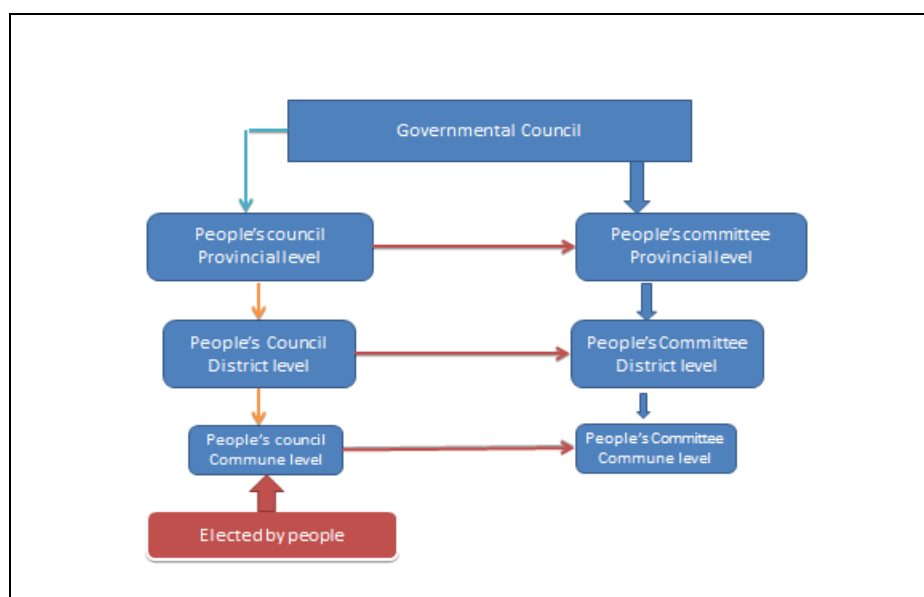 Governmental Council
People's council
Provincial level
People's committee
Provincial level
People's Council
District level
People's Committee
District level
People's council
Commune level
People's Committee
Commune level
Elected by people